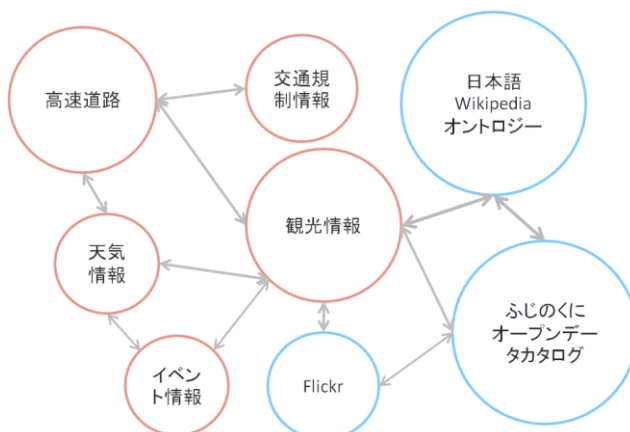 高速道路
交通規
制情報
日本語
Wikipedia
オントロジー
観光情報
天気
情報
ふじのくに
オープンデー
タカタログ
イベン
ト情報
Flickr